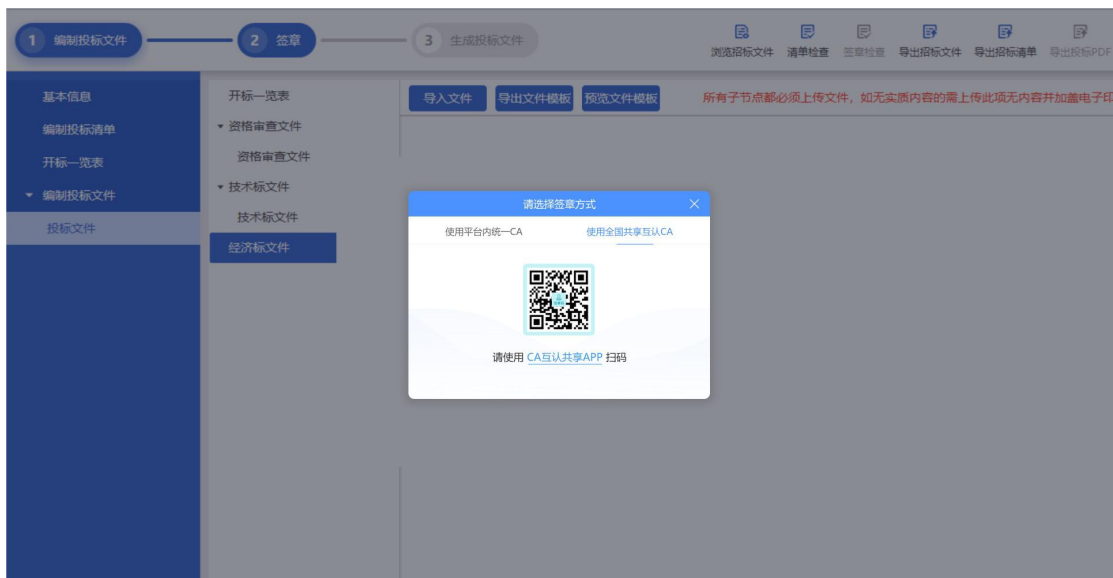 1 编制投标文件
2 签章
3 生成投标文件
浏览招标文件 清单检查 签章检查 导出招标文件 导出招标清单 导出投标PDF
基本信息
编制投标清单
开标一览表
编制投标文件
投标文件
开标一览表
资格审查文件
资格审查文件
技术标文件
技术标文件
经济标文件
导入文件 导出文件模板 预览文件模板 所有子节点都必须上传文件，如无实质内容的需上传此项无内容并加盖电子印
请选择签章方式
使用平台内统一CA 使用全国共享互认CA
请使用 CA互认共享APP 扫码